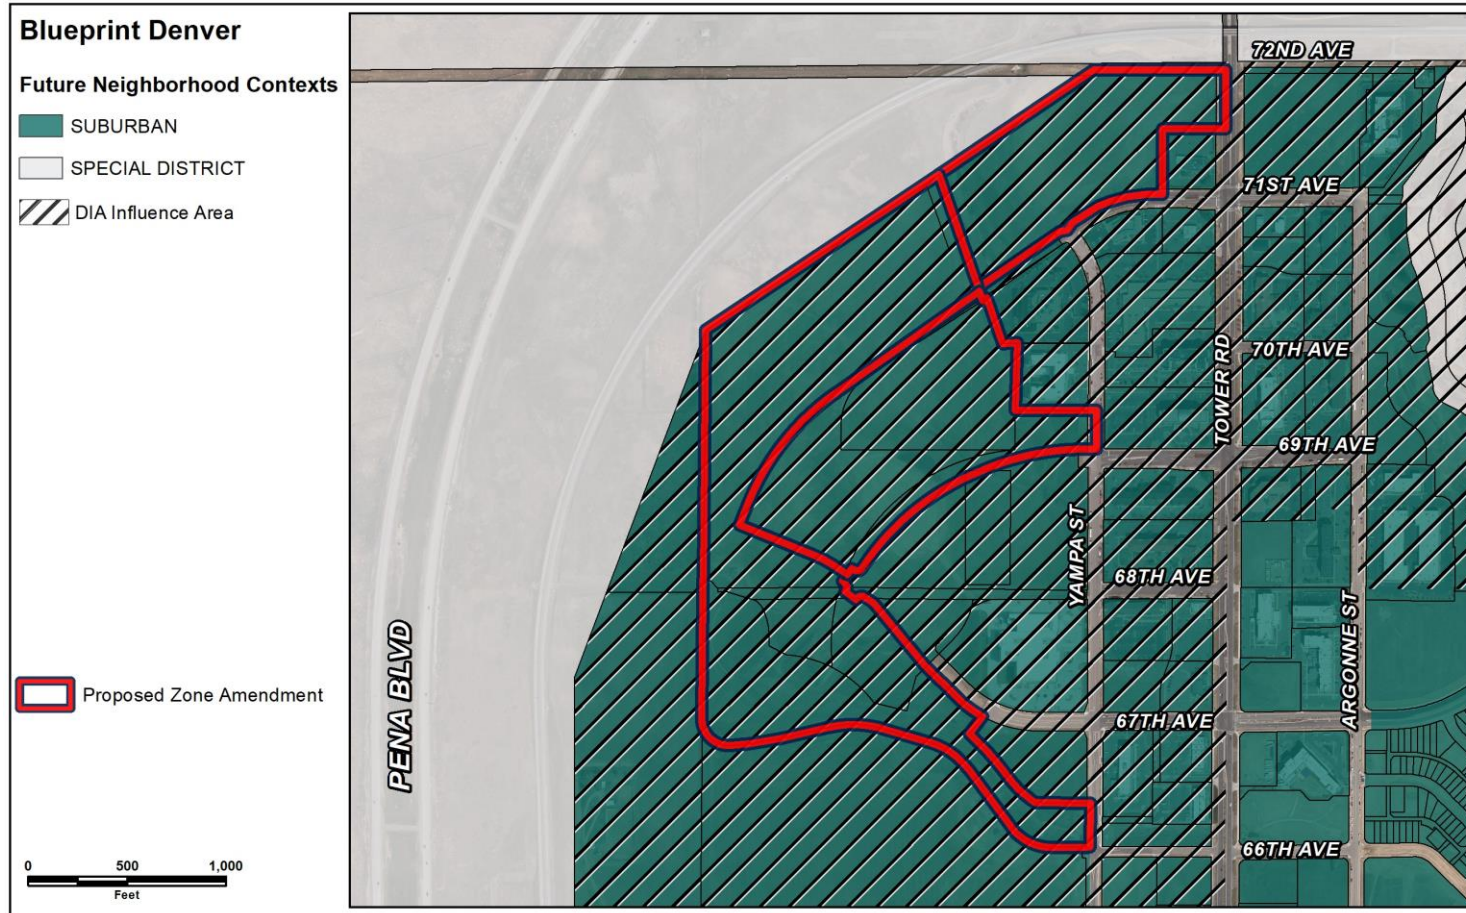 Blueprint Denver
Future Neighborhood Contexts
SUBURBAN
SPECIAL DISTRICT
DIA Influence Area
Proposed Zone Amendment
0 500 1,000
Feet
72ND AVE
71ST AVE
70TH AVE
TOWER RD
69TH AVE
YAMPA ST
68TH AVE
ARGONNE ST
PENA BLVD
67TH AVE
66TH AVE